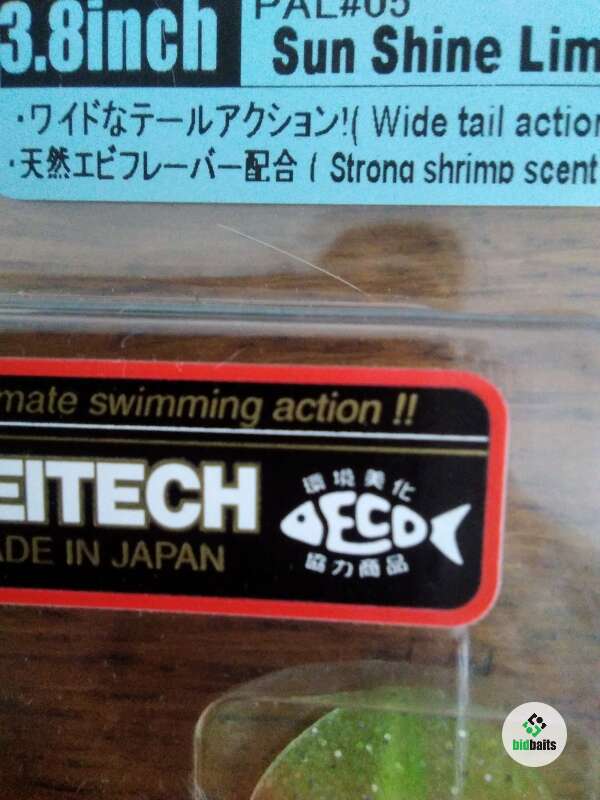 3.8inch
PAL#05
Sun Shine Lim
・ワイドなテールアクション!( Wide tail action
・天然エビフレーバー配合 ( Strong shrimp scent
mate swimming action !!
EITECH
ADE IN JAPAN
環境美化
ECO
協力商品
bidbaits